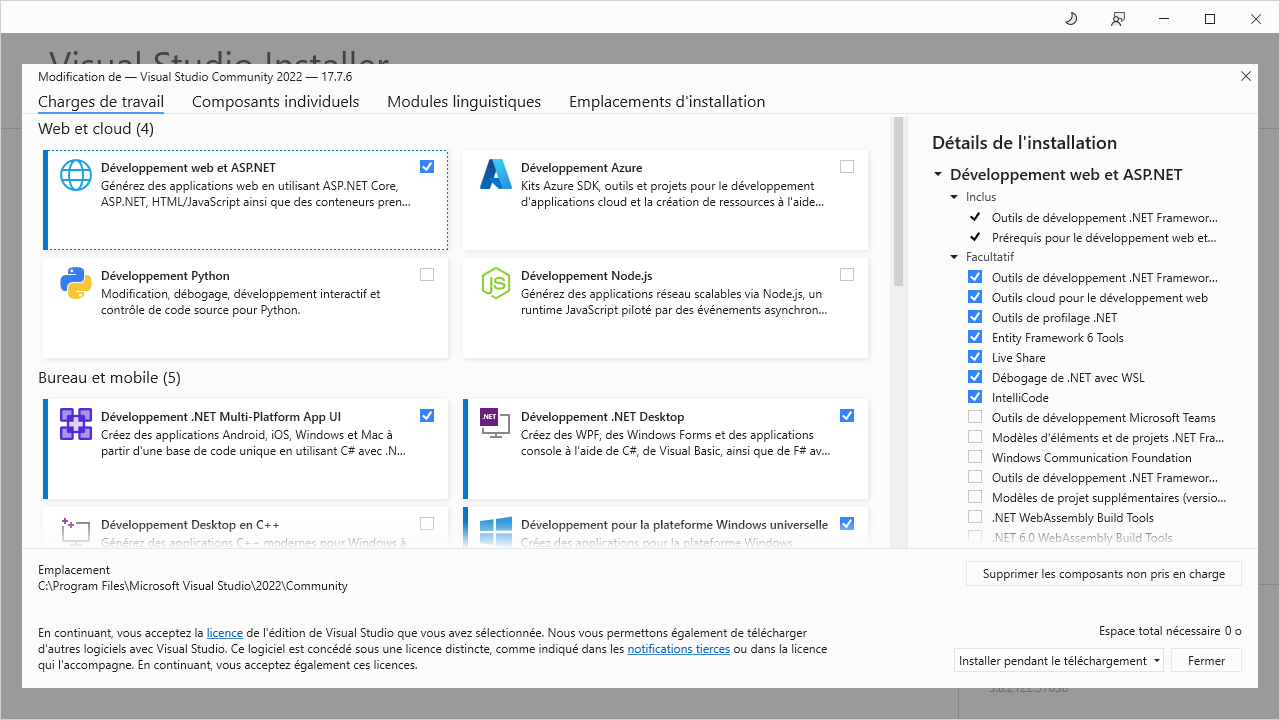 Visual Studio Installer
Modification de — Visual Studio Community 2022 — 17.7.6
Charges de travail
Composants individuels
Modules linguistiques
Emplacements d'installation
Web et cloud (4)
Développement web et ASP.NET
Générez des applications web en utilisant ASP.NET Core,
ASP.NET, HTML/JavaScript ainsi que des conteneurs pren...
Développement Azure
Kits Azure SDK, outils et projets pour le développement
d'applications cloud et la création de ressources à l'aide...
Développement Python
Modification, débogage, développement interactif et
contrôle de code source pour Python.
Développement Node.js
Générez des applications réseau scalables via Node.js, un
runtime JavaScript piloté par des événements asynchron...
Bureau et mobile (5)
Développement .NET Multi-Platform App UI
Créez des applications Android, iOS, Windows et Mac à
partir d'une base de code unique en utilisant C# avec .N...
.NET
Développement .NET Desktop
Créez des WPF, des Windows Forms et des applications
console à l'aide de C#, de Visual Basic, ainsi que de F# av...
Développement Desktop en C++
Générez des applications C++ modernes pour Windows à
Développement pour la plateforme Windows universelle
Créez des applications pour la plateforme Windows
Détails de l'installation
Développement web et ASP.NET
Inclus
Outils de développement .NET Framewor...
Prérequis pour le développement web et...
Facultatif
Outils de développement .NET Framewor...
Outils cloud pour le développement web
Outils de profilage .NET
Entity Framework 6 Tools
Live Share
Débogage de .NET avec WSL
IntelliCode
Outils de développement Microsoft Teams
Modèles d'éléments et de projets .NET Fra...
Windows Communication Foundation
Outils de développement .NET Framewor...
Modèles de projet supplémentaires (versio...
.NET WebAssembly Build Tools
.NET 6.0 WebAssembly Build Tools
Emplacement
C:\Program Files\Microsoft Visual Studio\2022\Community
Supprimer les composants non pris en charge
En continuant, vous acceptez la licence de l'édition de Visual Studio que vous avez sélectionnée. Nous vous permettons également de télécharger
d'autres logiciels avec Visual Studio. Ce logiciel est concédé sous une licence distincte, comme indiqué dans les notifications tierces ou dans la licence
qui l'accompagne. En continuant, vous acceptez également ces licences.
Espace total nécessaire 0 o
Installer pendant le téléchargement
Fermer